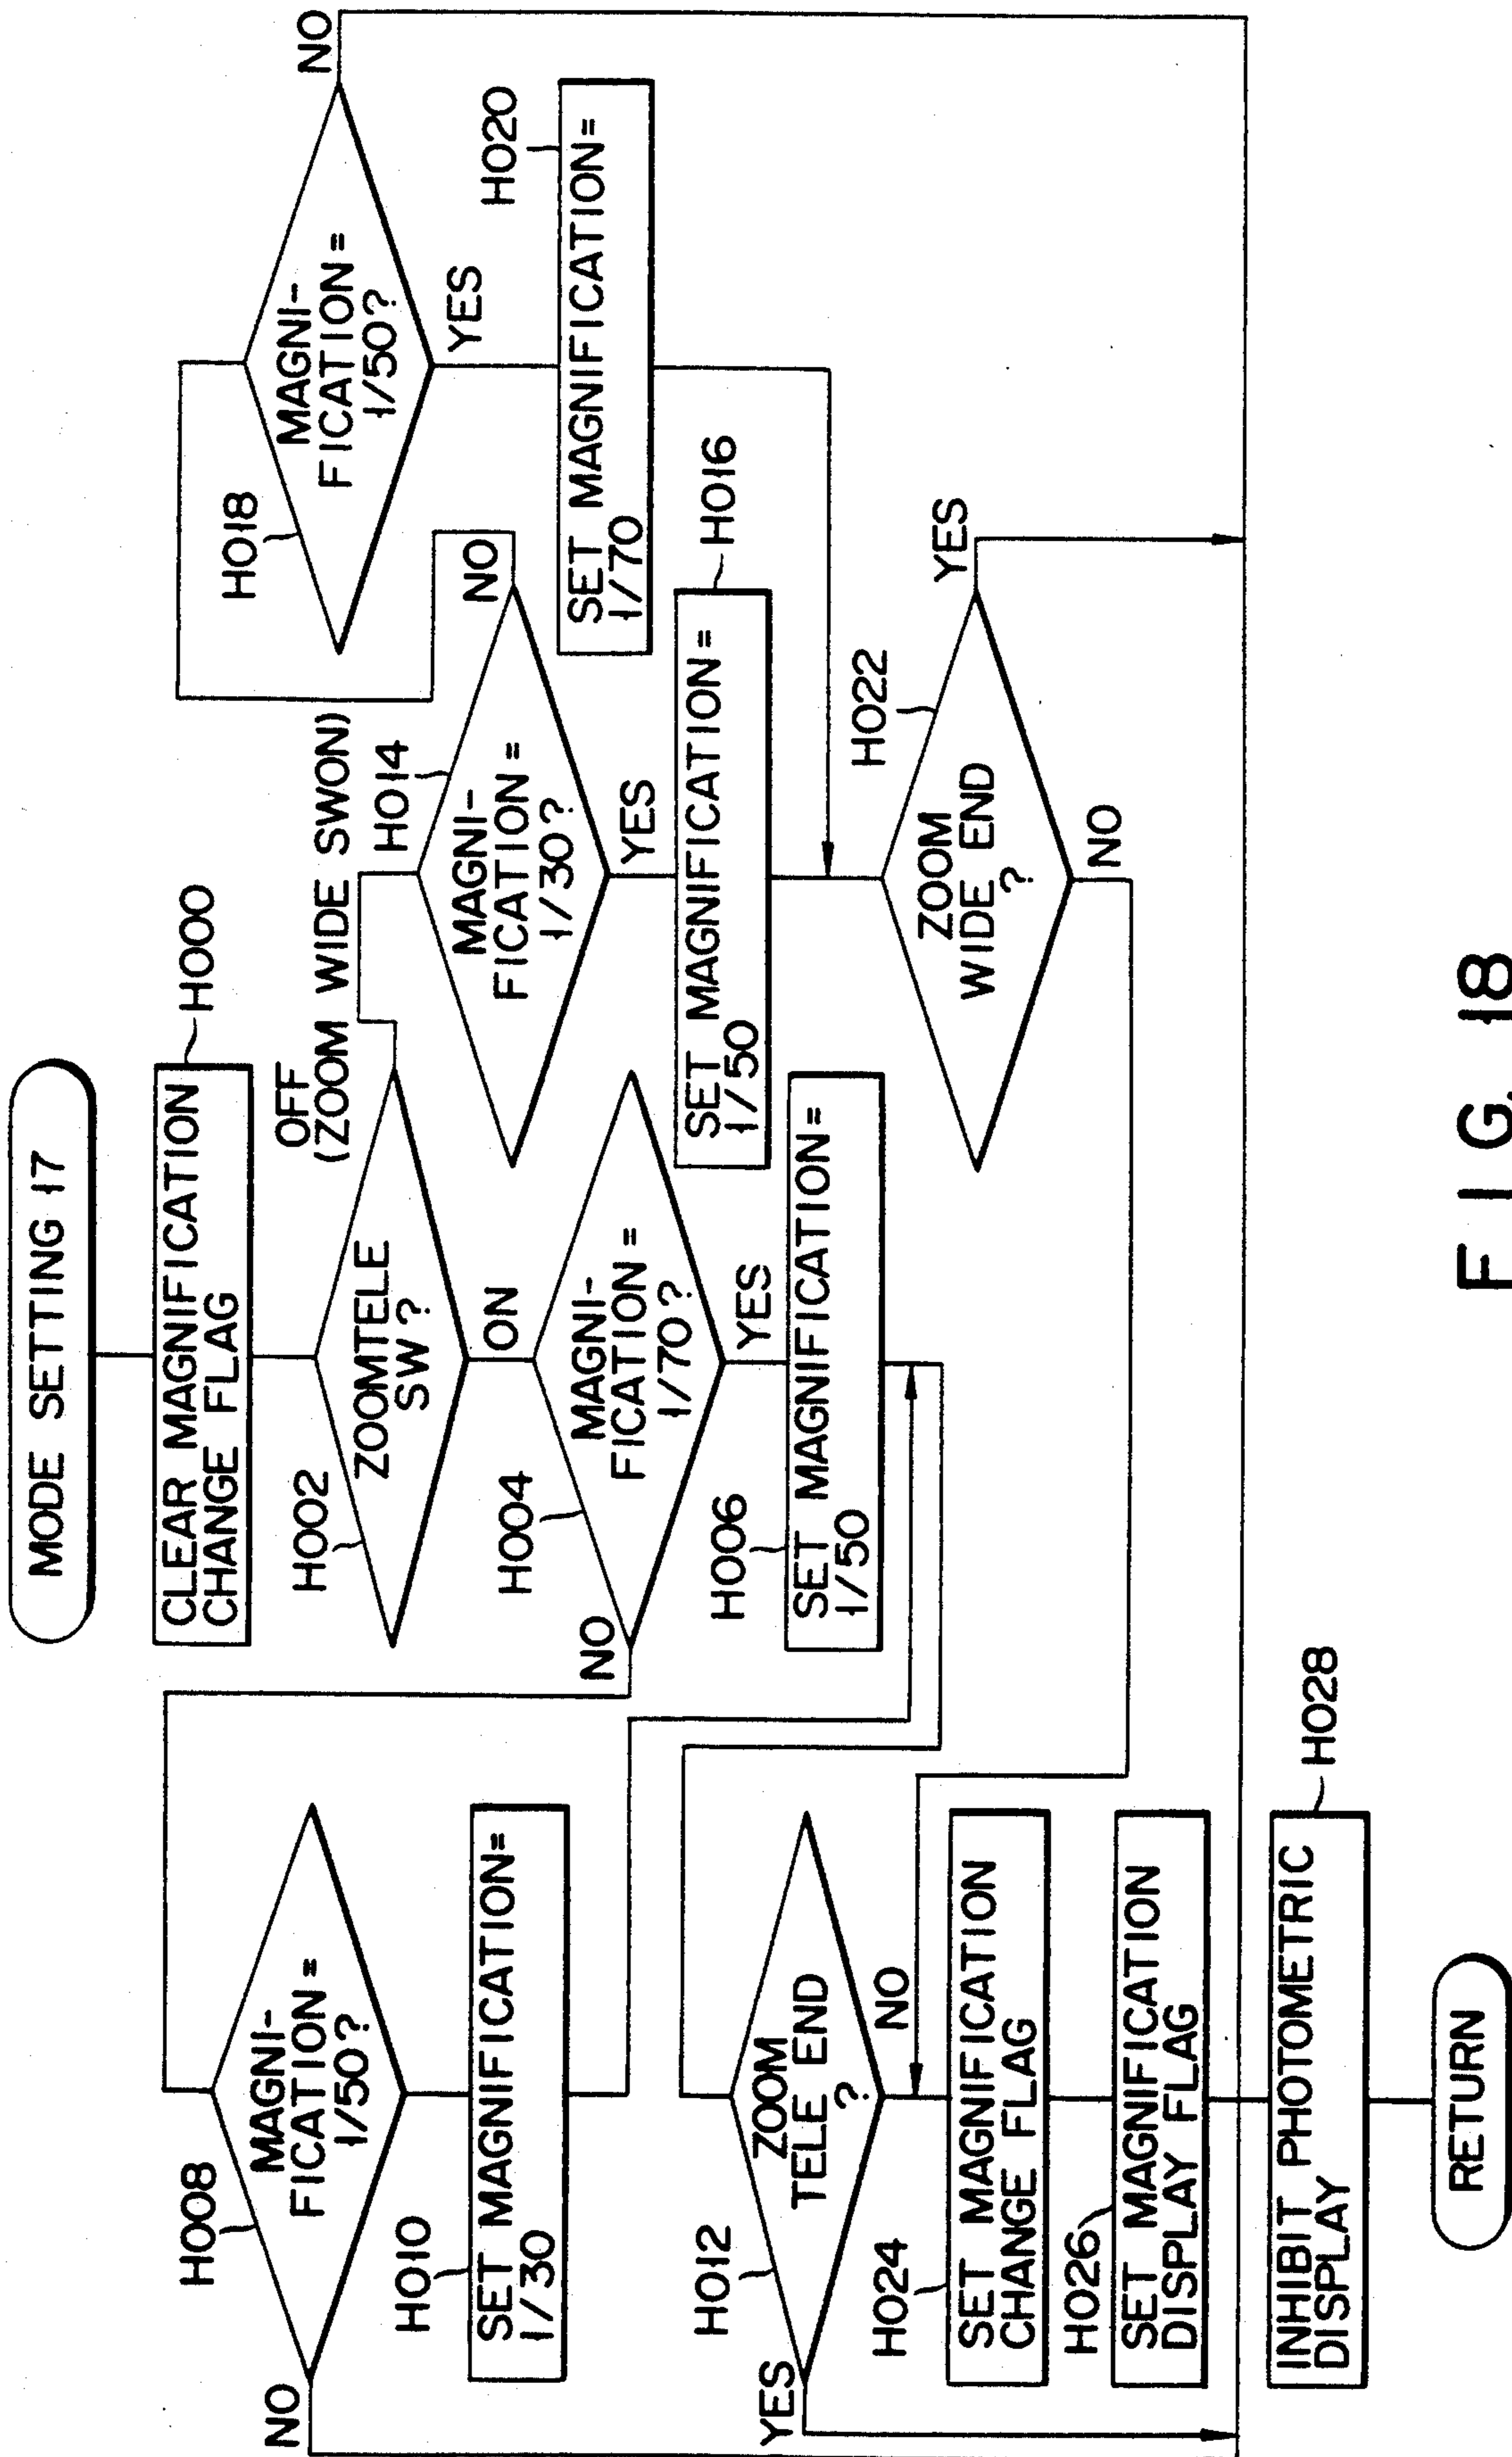 MODE SETTING 17
CLEAR MAGNIFICATION
CHANGE FLAG
H000
H002
ZOOMTELE
SW?
OFF
(ZOOM WIDE SWON)
ON
H004
MAGNI-
FICATION=
1/70?
NO
YES
H006
SET MAGNIFICATION=
1/50
H008
MAGNI-
FICATION=
1/50?
NO
H010
SET MAGNIFICATION=
1/30
H012
ZOOM
TELE END
?
YES
NO
H014
MAGNI-
FICATION=
1/30?
NO
YES
H016
SET MAGNIFICATION=
1/50
H018
MAGNI-
FICATION=
1/50?
NO
YES
H020
SET MAGNIFICATION=
1/70
H022
ZOOM
WIDE END
?
YES
NO
H024
SET MAGNIFICATION
CHANGE FLAG
H026
SET MAGNIFICATION
DISPLAY FLAG
H028
INHIBIT PHOTOMETRIC
DISPLAY
RETURN
FIG. 18